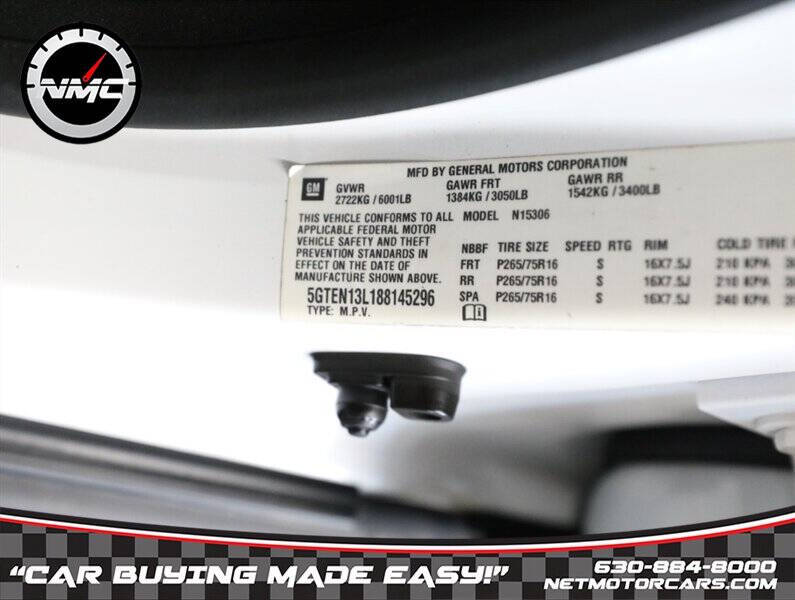 NMC
MFD BY GENERAL MOTORS CORPORATION
GM GVWR GAWR FRT GAWR RR
2722KG / 6001LB 1384KG / 3050LB 1542KG / 3400LB
THIS VEHICLE CONFORMS TO ALL MODEL N15306
APPLICABLE FEDERAL MOTOR
VEHICLE SAFETY AND THEFT
PREVENTION STANDARDS IN
EFFECT ON THE DATE OF
MANUFACTURE SHOWN ABOVE.
5GTEN13L188145296
TYPE: M.P.V.
NBBF TIRE SIZE SPEED RTG RIM COLD TIRE
FRT P265/75R16 S 16X7.5J 210 KPA
RR P265/75R16 S 16X7.5J 210 KPA
SPA P265/75R16 S 16X7.5J 240 KPA
"CAR BUYING MADE EASY!"
630-884-8000
NETMOTORCARS.COM